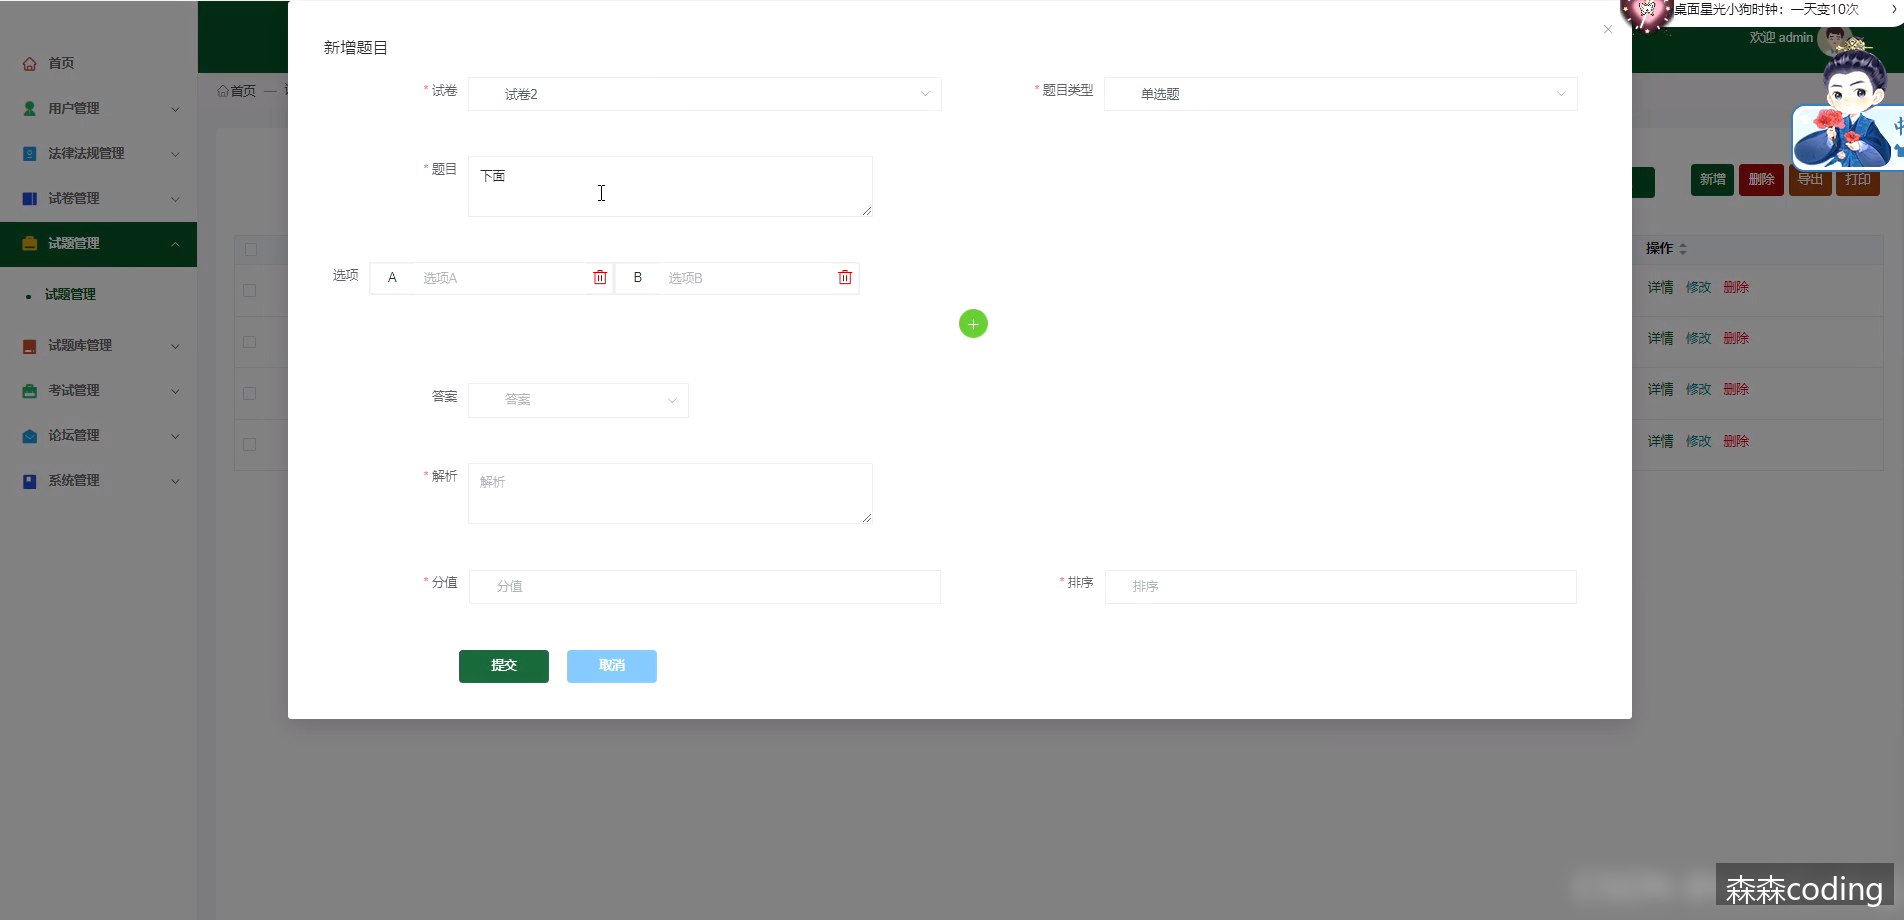 桌面星光小狗时钟：一天变10次
欢迎 admin
首页
用户管理
法律法规管理
试卷管理
试题管理
试题管理
试题库管理
考试管理
论坛管理
系统管理
首页 —
新增题目
* 试卷 试卷2
* 题目类型 单选题
* 题目 下面
选项 A 选项A B 选项B
答案 答案
* 解析 解析
* 分值 分值
* 排序 排序
提交 取消
新增 删除 导出 打印
操作
详情 修改 删除
详情 修改 删除
详情 修改 删除
详情 修改 删除
森森coding